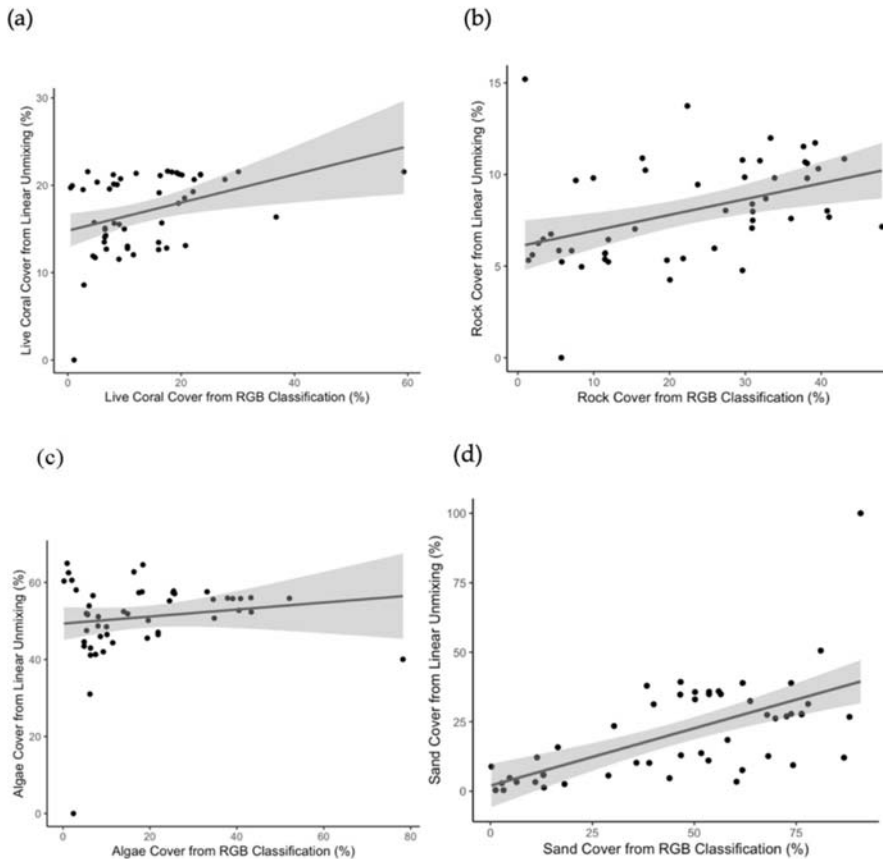 (a)
30
20
10
0
Live Coral Cover from Linear Unmixing (%)
0 20 40 60
Live Coral Cover from RGB Classification (%)
(b)
15
10
5
0
Rock Cover from Linear Unmixing (%)
0 10 20 30 40
Rock Cover from RGB Classification (%)
(c)
60
40
20
0
Algae Cover from Linear Unmixing (%)
0 20 40 60 80
Algae Cover from RGB Classification (%)
(d)
100
75
50
25
0
Sand Cover from Linear Unmixing (%)
0 25 50 75
Sand Cover from RGB Classification (%)